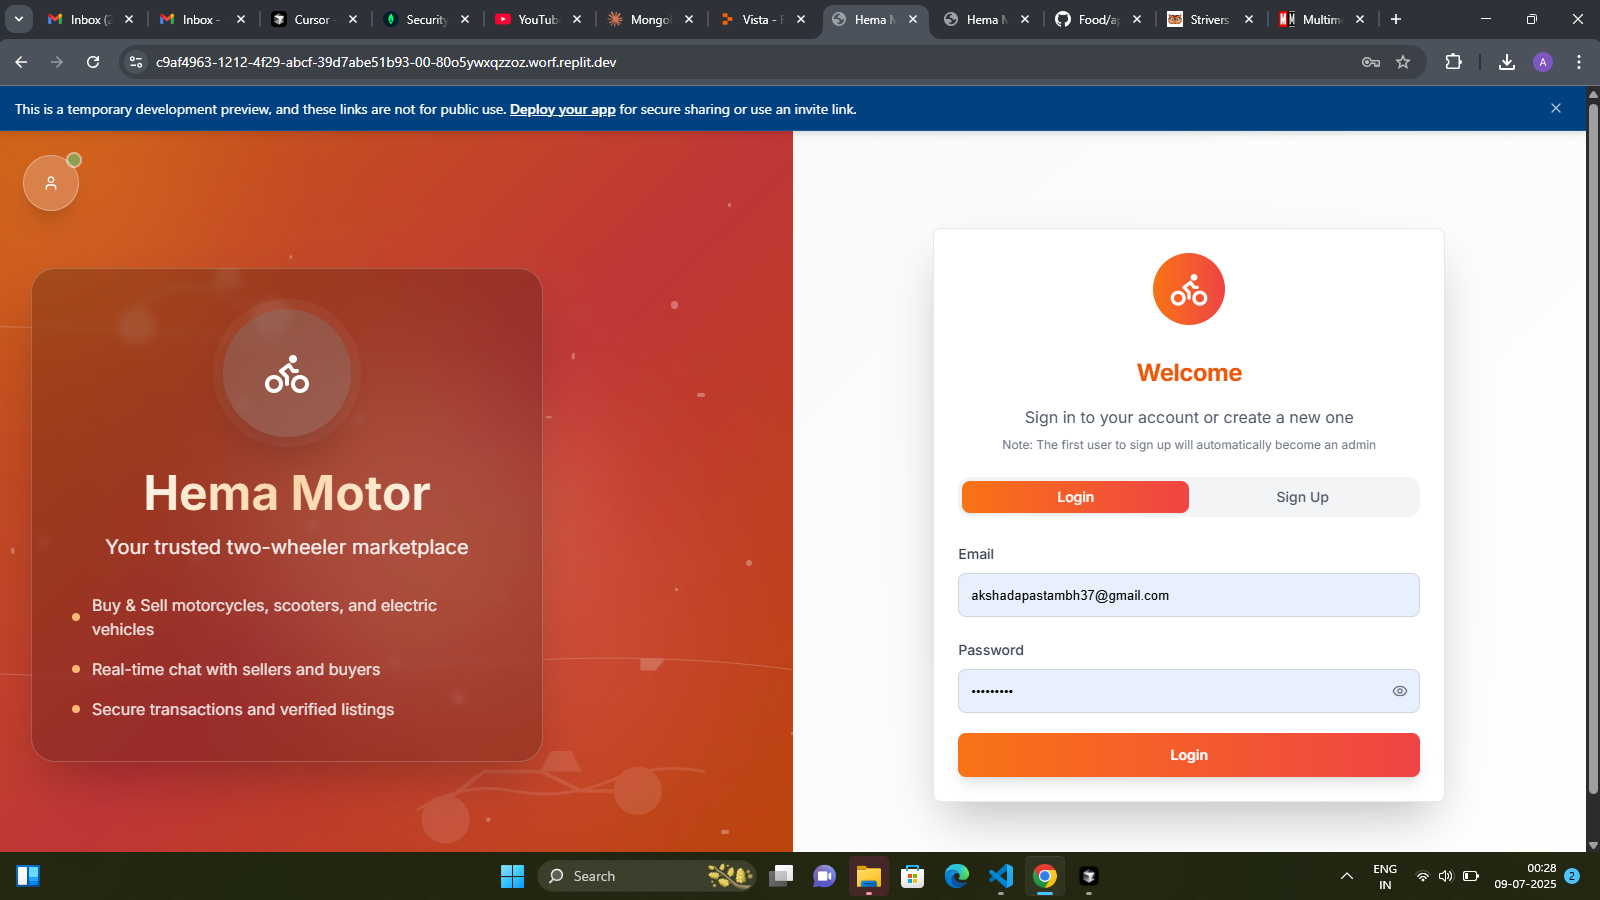 Inbox (2
Inbox -
Cursor
Security
YouTube
Mongo
Vista -
Hema M
Hema M
Food/a
Strivers
Multim
c9af4963-1212-4f29-abcf-39d7abe51b93-00-80o5ywxqzzoz.worf.replit.dev
A
This is a temporary development preview, and these links are not for public use. Deploy your app for secure sharing or use an invite link.
Hema Motor
Your trusted two-wheeler marketplace
Buy & Sell motorcycles, scooters, and electric
vehicles
Real-time chat with sellers and buyers
Secure transactions and verified listings
Welcome
Sign in to your account or create a new one
Note: The first user to sign up will automatically become an admin
Login
Sign Up
Email
akshadapastambh37@gmail.com
Password
•••••••••
Login
Search
ENG
IN
00:28
09-07-2025
2